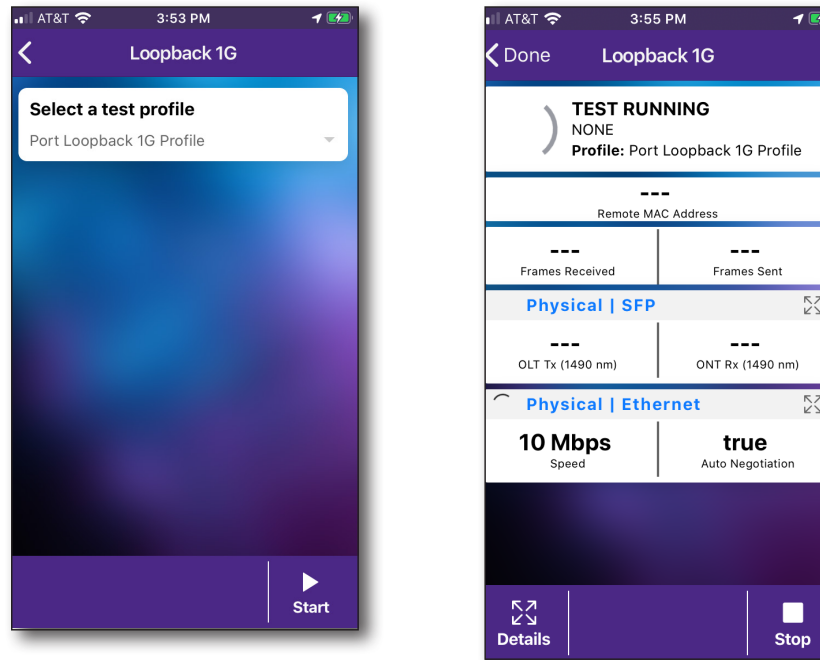 AT&T 3:53 PM
Loopback 1G
Select a test profile
Port Loopback 1G Profile
Start
AT&T 3:55 PM
Done Loopback 1G
TEST RUNNING
NONE
Profile: Port Loopback 1G Profile
---
Remote MAC Address
--- ---
Frames Received Frames Sent
Physical | SFP
--- ---
OLT Tx (1490 nm) ONT Rx (1490 nm)
Physical | Ethernet
10 Mbps true
Speed Auto Negotiation
Details Stop